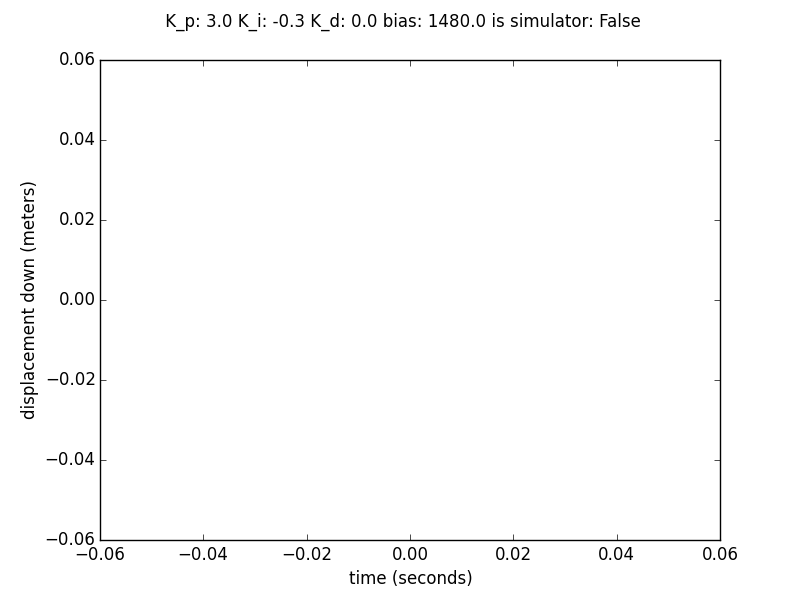 K_p: 3.0 K_i: -0.3 K_d: 0.0 bias: 1480.0 is simulator: False
0.06
0.04
0.02
0.00
−0.02
−0.04
−0.06
displacement down (meters)
−0.06 −0.04 −0.02 0.00 0.02 0.04 0.06
time (seconds)